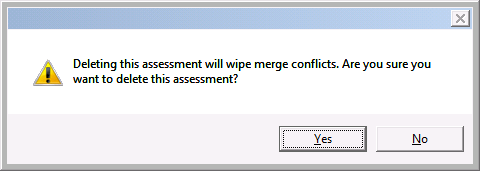 Deleting this assessment will wipe merge conflicts. Are you sure you
want to delete this assessment?
Yes
No